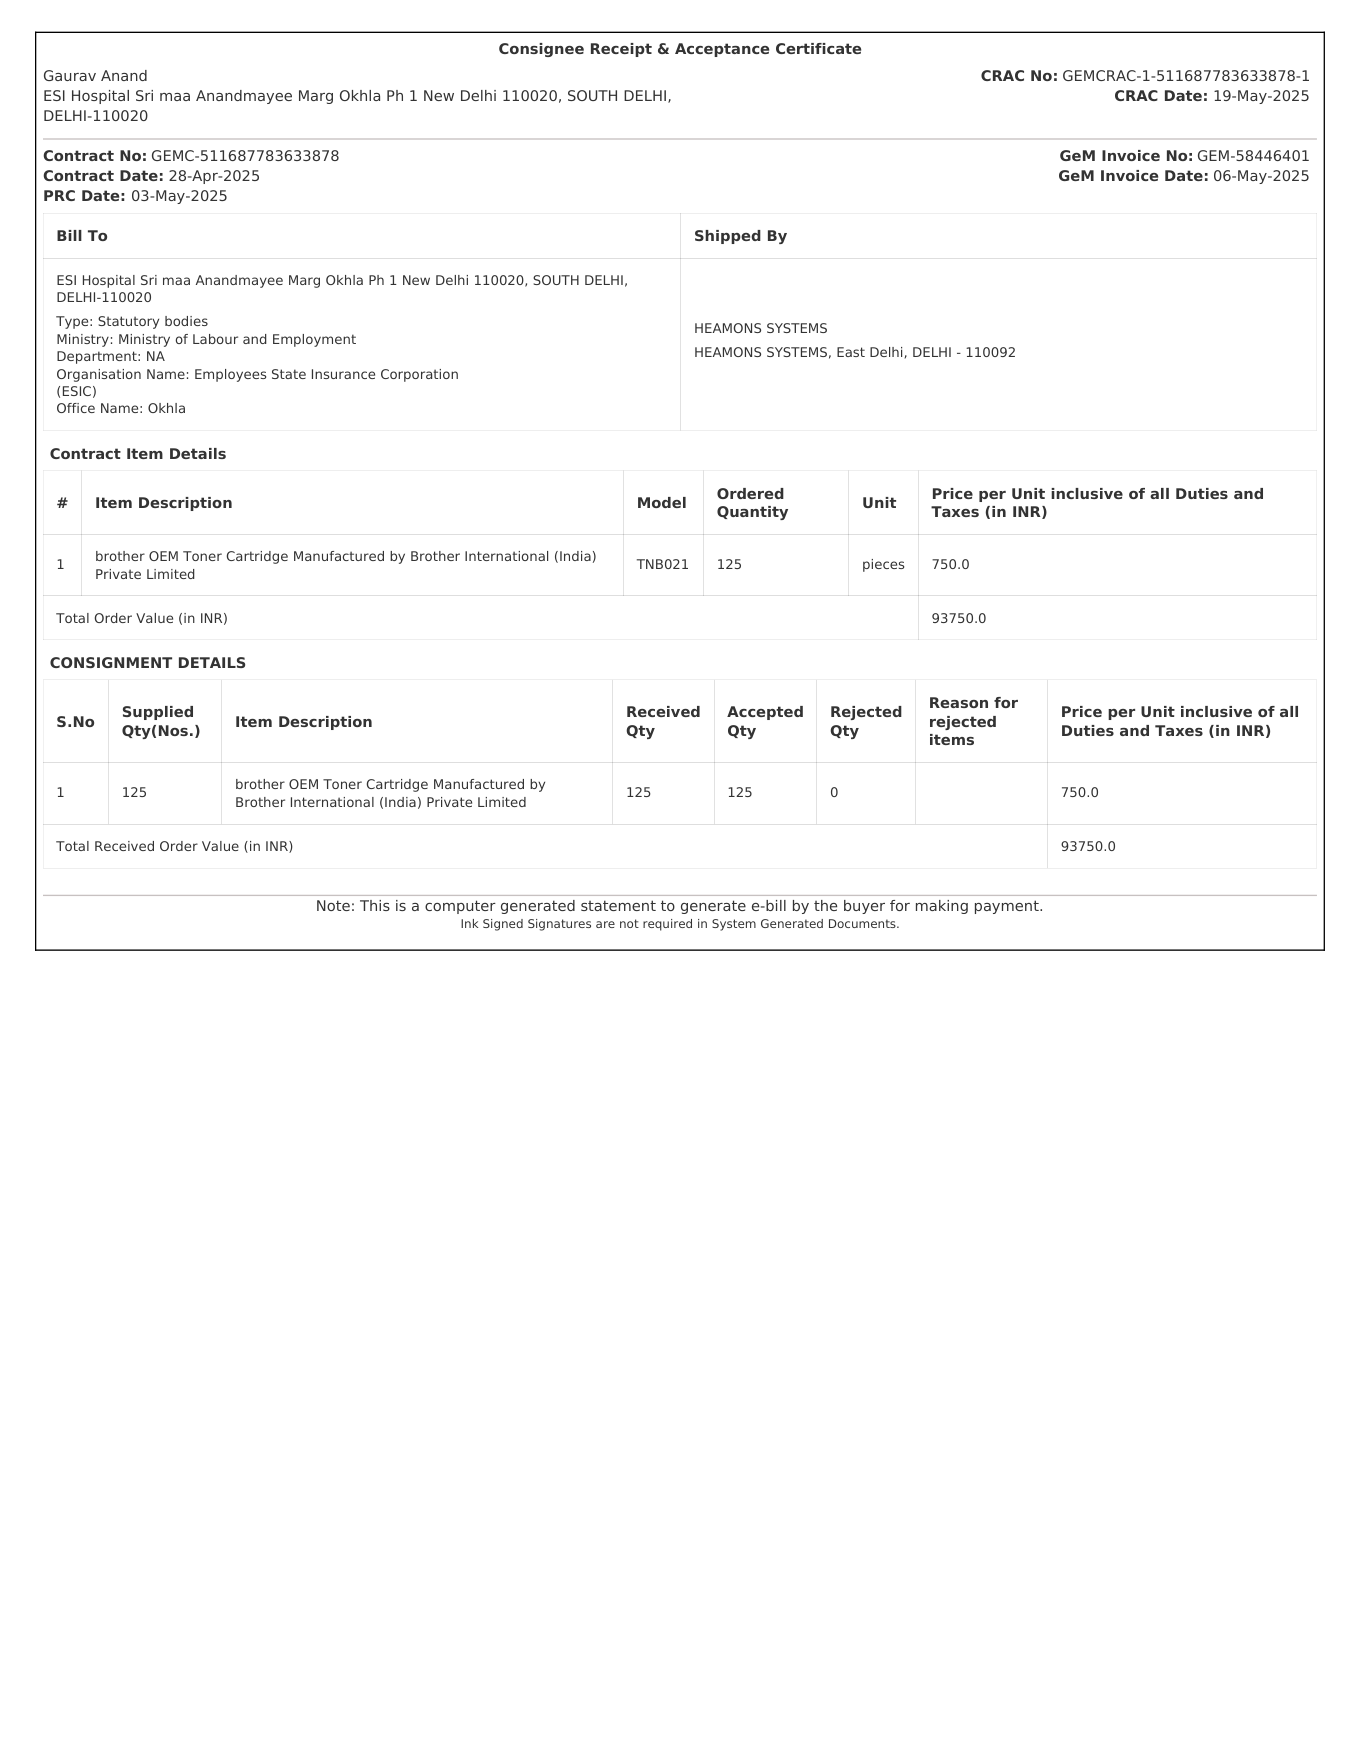 Consignee Receipt & Acceptance Certificate
Gaurav Anand
ESI Hospital Sri maa Anandmayee Marg Okhla Ph 1 New Delhi 110020, SOUTH DELHI,
DELHI-110020
CRAC No: GEMCRAC-1-511687783633878-1
CRAC Date: 19-May-2025
Contract No: GEMC-511687783633878
Contract Date: 28-Apr-2025
PRC Date: 03-May-2025
GeM Invoice No: GEM-58446401
GeM Invoice Date: 06-May-2025
Bill To
Shipped By
ESI Hospital Sri maa Anandmayee Marg Okhla Ph 1 New Delhi 110020, SOUTH DELHI,
DELHI-110020
Type: Statutory bodies
Ministry: Ministry of Labour and Employment
Department: NA
Organisation Name: Employees State Insurance Corporation
(ESIC)
Office Name: Okhla
HEAMONS SYSTEMS
HEAMONS SYSTEMS, East Delhi, DELHI - 110092
Contract Item Details
#
Item Description
Model
Ordered
Quantity
Unit
Price per Unit inclusive of all Duties and
Taxes (in INR)
1
brother OEM Toner Cartridge Manufactured by Brother International (India)
Private Limited
TNB021
125
pieces
750.0
Total Order Value (in INR)
93750.0
CONSIGNMENT DETAILS
S.No
Supplied
Qty(Nos.)
Item Description
Received
Qty
Accepted
Qty
Rejected
Qty
Reason for
rejected
items
Price per Unit inclusive of all
Duties and Taxes (in INR)
1
125
brother OEM Toner Cartridge Manufactured by
Brother International (India) Private Limited
125
125
0
750.0
Total Received Order Value (in INR)
93750.0
Note: This is a computer generated statement to generate e-bill by the buyer for making payment.
Ink Signed Signatures are not required in System Generated Documents.